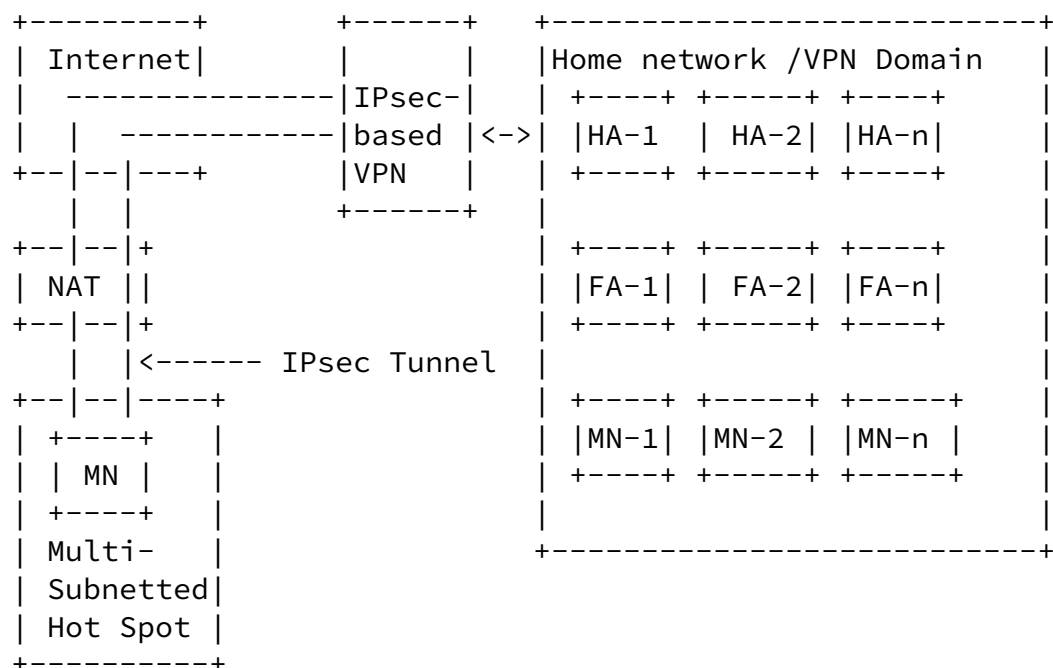 +----------+       +------+   +---------------------------+
| Internet|       |      |   |Home network /VPN Domain   |
|  ---------------|IPsec-|   | +----+ +-----+ +----+     |
|  |  ------------|based |<->| |HA-1  | HA-2| |HA-n|     |
+--|--|---+       |VPN   |   | +----+ +-----+ +----+     |
   |  |           +------+   |                           |
+--|--|+                     | +----+ +-----+ +----+     |
| NAT ||                     | |FA-1| | FA-2| |FA-n|     |
+--|--|+                     | +----+ +-----+ +----+     |
   |  |<------ IPsec Tunnel  |                           |
+--|--|----+                 | +----+ +-----+ +-----+    |
| +----+   |                 | |MN-1| |MN-2 | |MN-n |    |
| | MN |   |                 | +----+ +-----+ +-----+    |
| +----+   |                 |                           |
| Multi-   |                 +---------------------------+
| Subnetted|
| Hot Spot |
+----------+